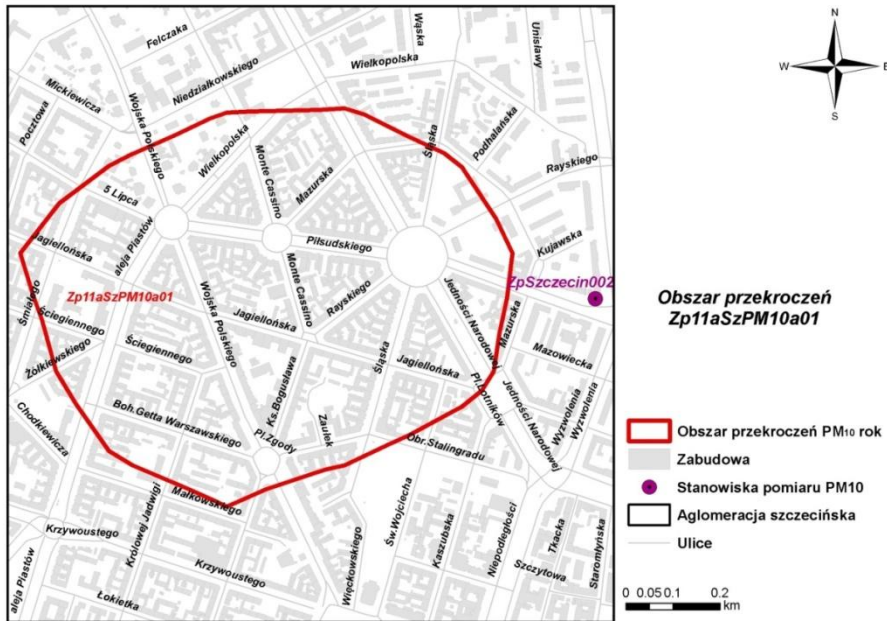 Felczaka
Wąska
Unisławy
Niedziałkowskiego
Wielkopolska
Mickiewicza
Wojska Polskiego
Pocztowa
Śląska
Podhalańska
Wielkopolska
Monte Cassino
Mazurska
Rayskiego
5 Lipca
aleja Piastów
Piłsudskiego
Kujawska
Jagiellońska
ZpSzczecin002
Zp11aSzPM10a01
Śmiałego
Monte Cassino
Rayskiego
Jedności Narodowej
Mazurska
Ściegiennego
Wojska Polskiego
Jagiellońska
Mazowiecka
Żółkiewskiego
Ściegiennego
Śląska
Jagiellońska
Pl.Lotników
Ks.Bogusława
Jedności Narodowej
Wyzwolenia
Wyzwolenia
Chodkiewicza
Boh.Getta Warszawskiego
Zaułek
Pl.Zgody
Obr.Stalingradu
Małkowskiego
Królowej Jadwigi
Krzywoustego
Św.Wojciecha
Kaszubska
Niepodległości
Tkacka
Staromłyńska
Krzywoustego
Więckowskiego
Szczytowa
aleja Piastów
Łokietka
N
W
E
S
Obszar przekroczeń
Zp11aSzPM10a01
Obszar przekroczeń PM10 rok
Zabudowa
Stanowiska pomiaru PM10
Aglomeracja szczecińska
Ulice
0 0.05 0.1 0.2
km